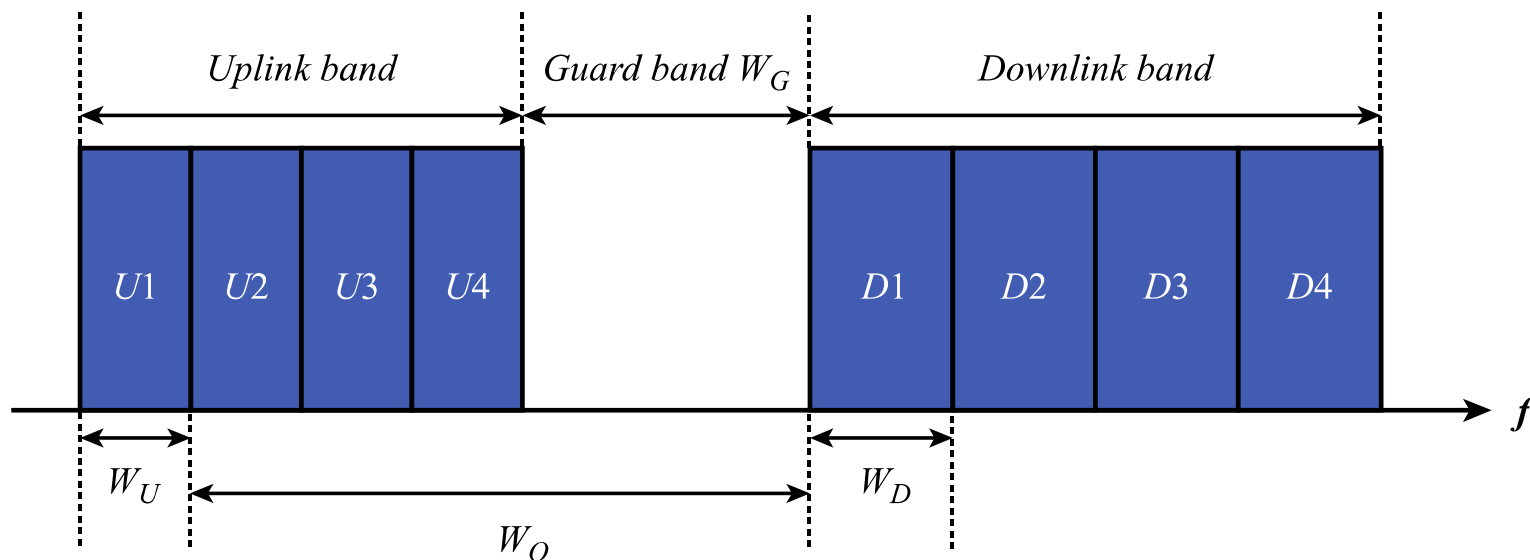 Uplink band
Guard band W_G
Downlink band
U1
U2
U3
U4
D1
D2
D3
D4
f
W_U
W_D
W_O